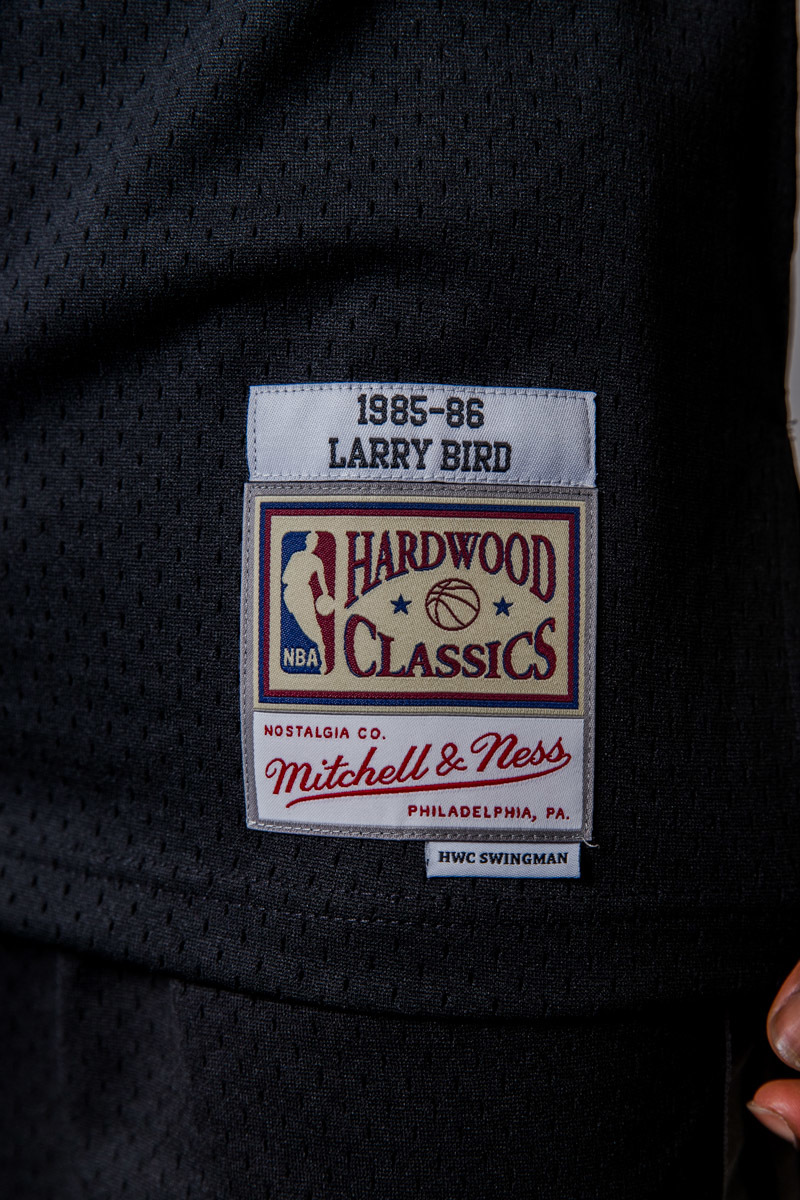 1985-86
LARRY BIRD
HARDWOOD
CLASSICS
NBA
NOSTALGIA CO.
Mitchell & Ness
PHILADELPHIA, PA.
HWC SWINGMAN